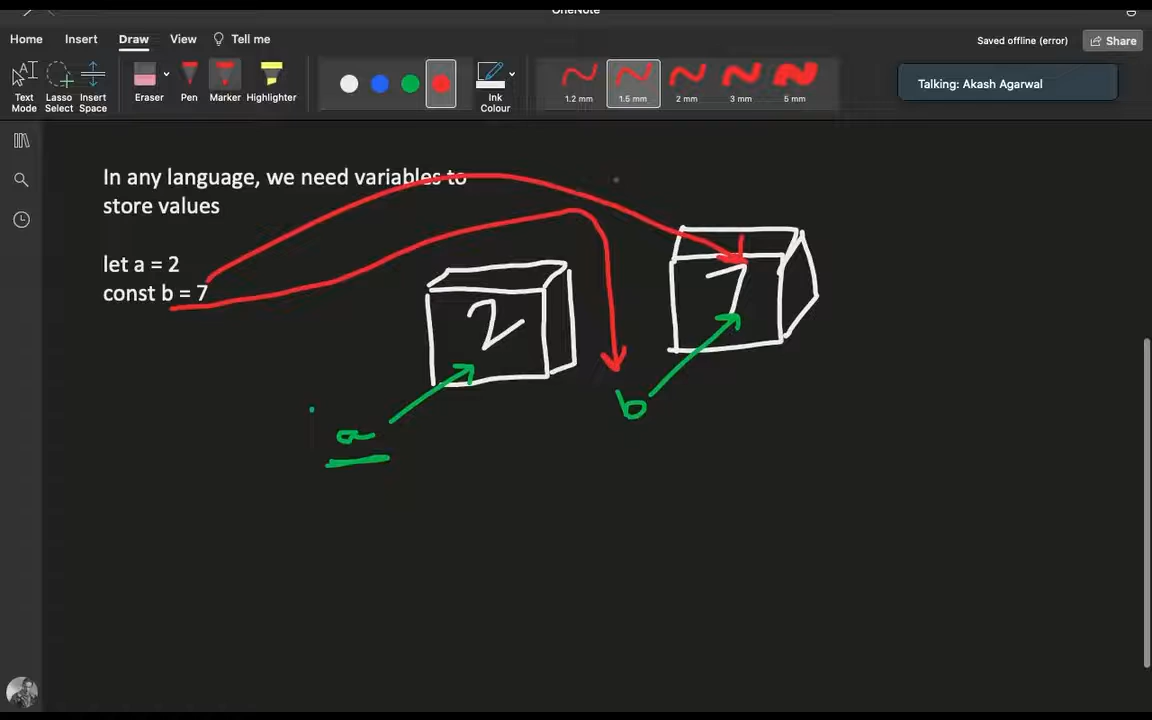 OneNote
Home Insert Draw View Tell me
Saved offline (error) Share
Text Mode
Lasso Select
Insert Space
Eraser
Pen
Marker
Highlighter
Ink Colour
1.2 mm
1.5 mm
2 mm
3 mm
5 mm
Talking: Akash Agarwal
In any language, we need variables to
store values
let a = 2
const b = 7
2
7
a
b